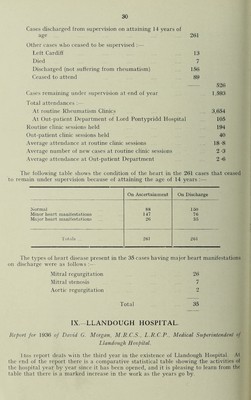 30
Cases discharged from supervision on attaining 14 years of
age 261
Other cases who ceased to be supervised :—
Left Cardiff 13
Died 7
Discharged (not suffering from rheumatism) 156
Ceased to attend 89
526
Cases remaining under supervision at end of year 1,383
Total attendances :—
At routine Rheumatism Clinics 3,654
At Out-patient Department of Lord Pontypridd Hospital 105
Routine clinic sessions held 194
Out-patient clinic sessions held 40
Average attendance at routine clinic sessions 18·8
Average number of new cases at routine clinic sessions 2·3
Average attendance at Out-patient Department 2·6
The following table shows the condition of the heart in the 261 cases that ceased
to remain under supervision because of attaining the age of 14 years :—
On Ascertainment On Discharge
Normal
Minor heart manifestations 147
Major heart manifestations
Totals 261 261
The types of heart disease present in the 35 cases having major heart manifestations
on discharge were as follows :—
Mitral regurgitation 26
Mitral stenosis 7
Aortic regurgitation 2
Total 35
IX.—LLANDOUGH HOSPITAL.
Report for 1936 of David G. Morgan, M.R.C.S., L.R.C.P., Medical Superintendent of
Llandough Hospital.
This report deals with the third year in the existence of Llandough Hospital. At
the end of the report there is a comparative statistical table showing the activities of
the hospital year by year since it has been opened, and it is pleasing to learn from the
table that there is a marked increase in the work as the years go by.